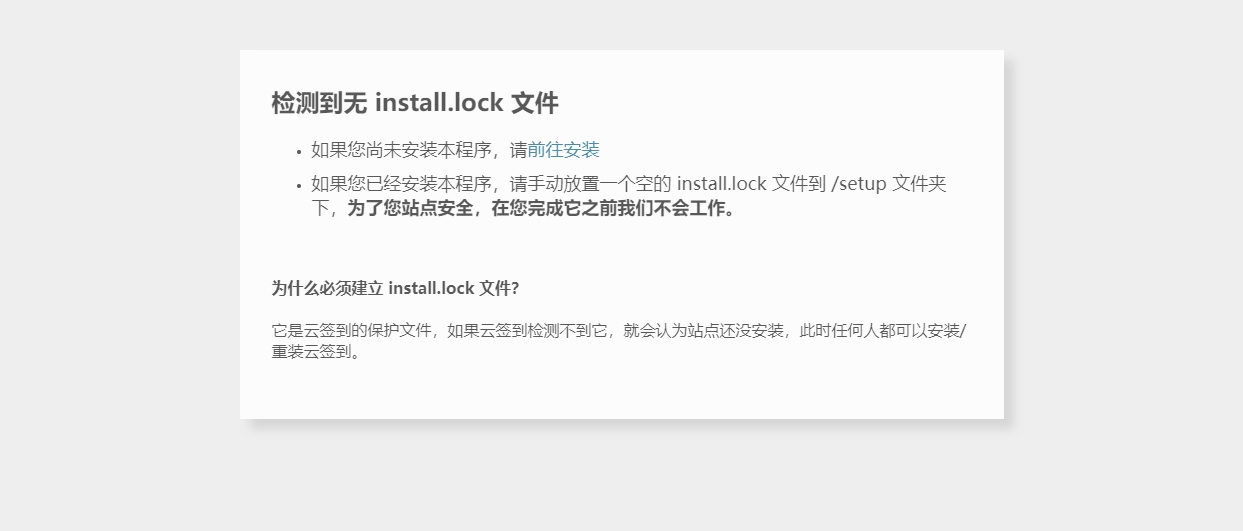 检测到无 install.lock 文件
如果您尚未安装本程序，请前往安装
如果您已经安装本程序，请手动放置一个空的 install.lock 文件到 /setup 文件夹
下，为了您站点安全，在您完成它之前我们不会工作。
为什么必须建立 install.lock 文件?
它是云签到的保护文件，如果云签到检测不到它，就会认为站点还没安装，此时任何人都可以安装/
重装云签到。